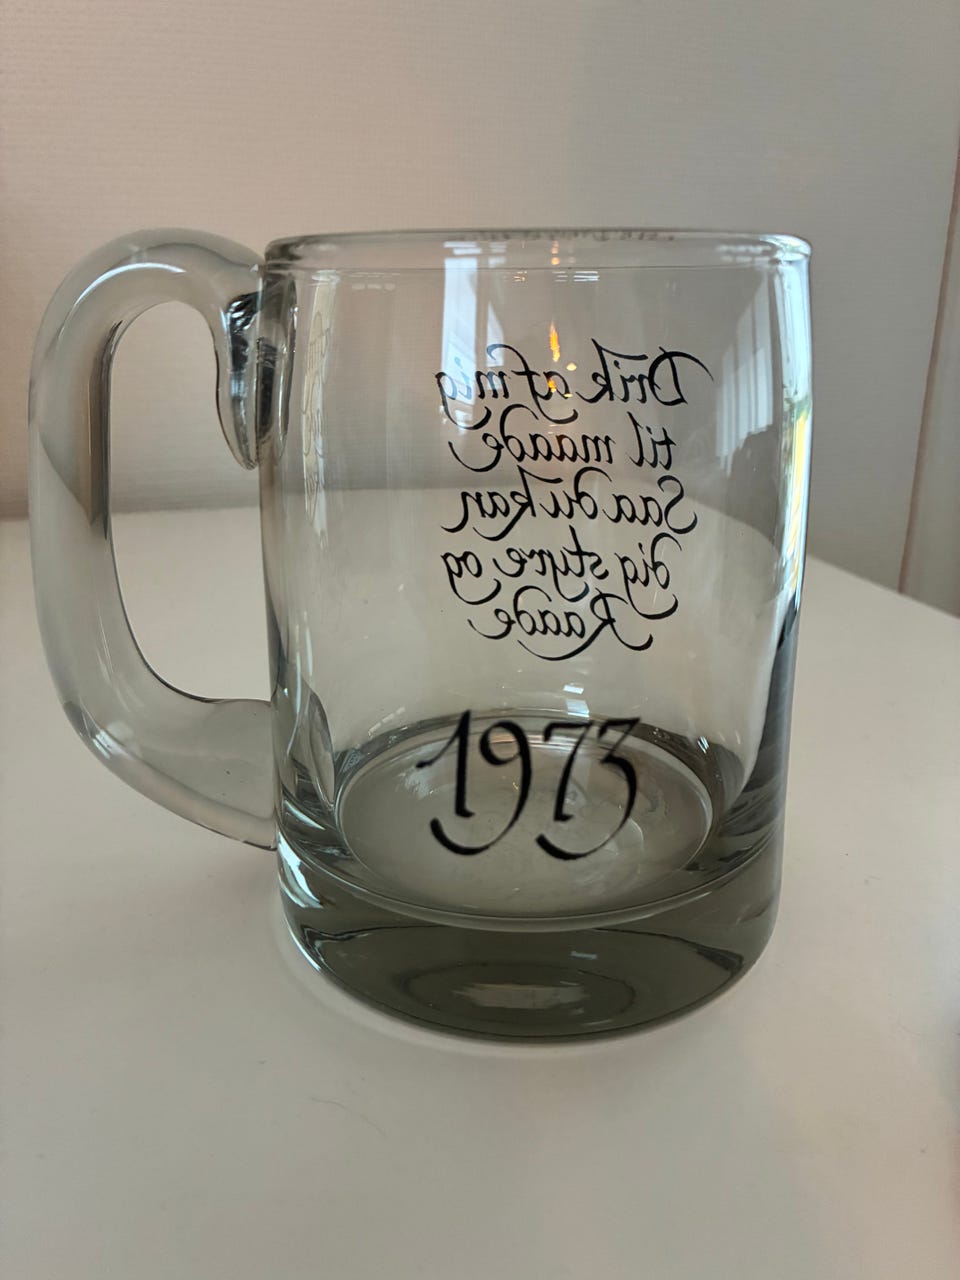 Drik af mig
til maade
Saa du kan
dig styre og
Raade
1973